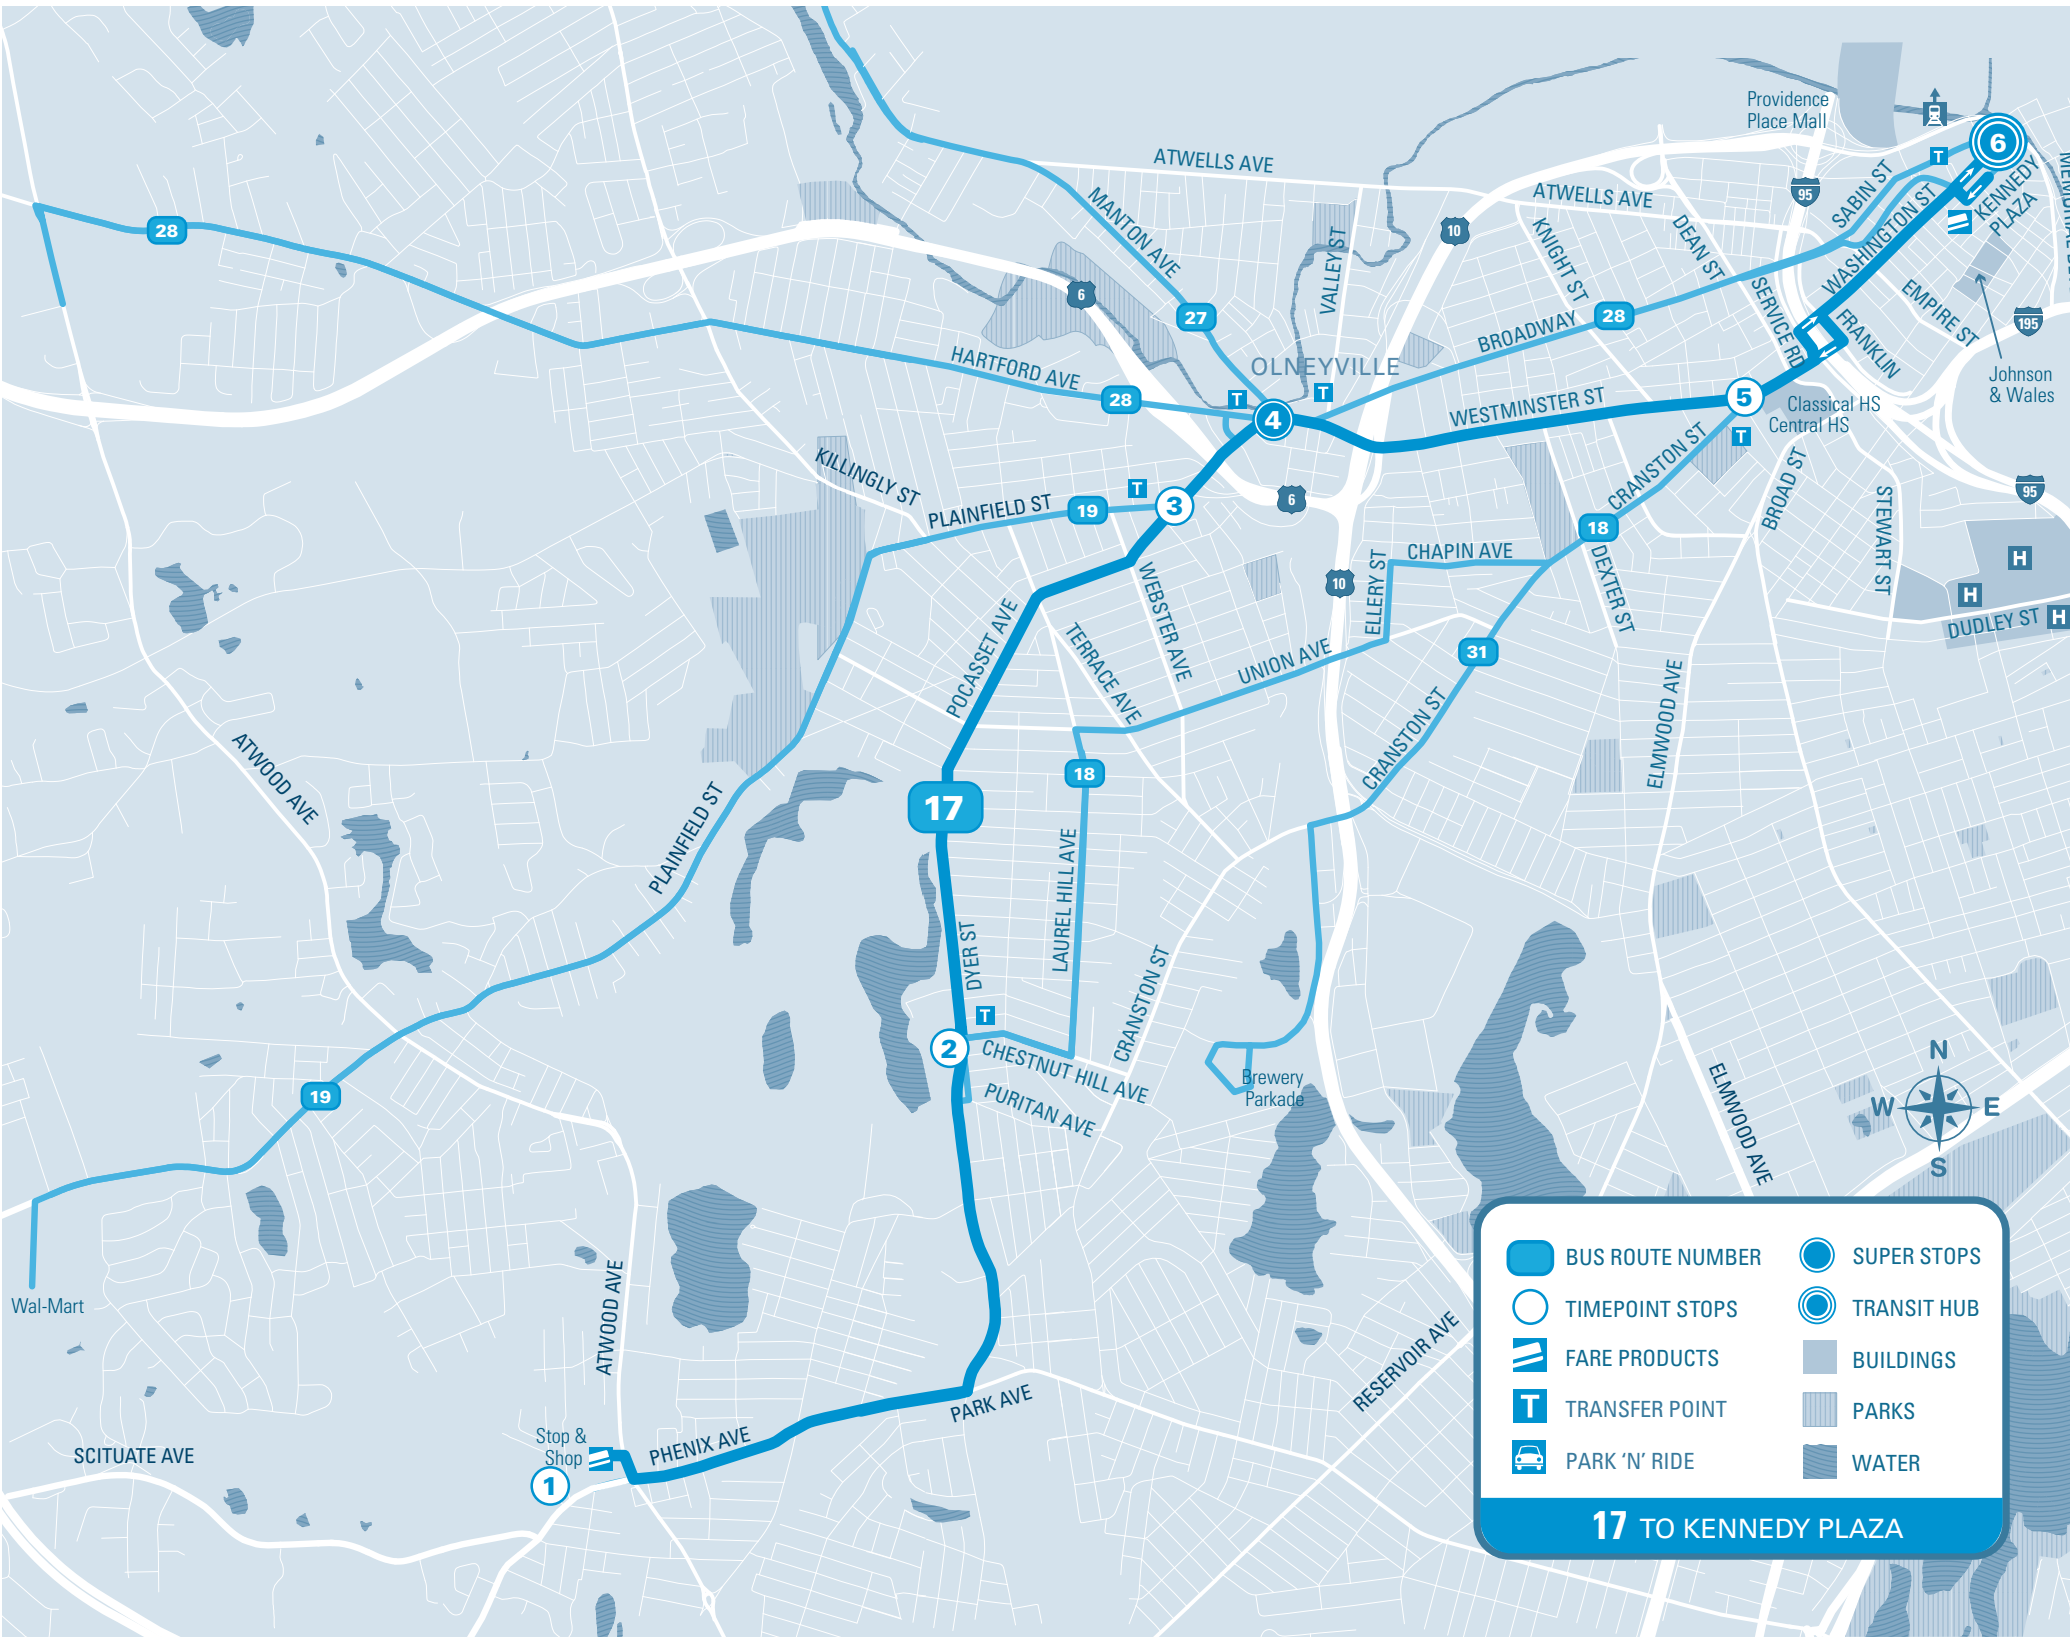 Providence
Place Mall
6
ATWELLS AVE
ATWELLS AVE
95
SABIN ST
T
KENNEDY
PLAZA
WASHINGTON ST
MANTON AVE
28
10
VALLEY ST
KNIGHT ST
DEAN ST
SERVICE RD
EMPIRE ST
FRANKLIN
195
6
27
28
BROADWAY
OLNEYVILLE
HARTFORD AVE
28
T
T
4
WESTMINSTER ST
5
Classical HS
Central HS
T
Johnson
& Wales
KILLINGLY ST
PLAINFIELD ST
19
T
3
6
CRANSTON ST
18
BROAD ST
STEWART ST
95
H
H
H
DUDLEY ST
10
ELLERY ST
CHAPIN AVE
DEXTER ST
WEBSTER AVE
POCASSET AVE
TERRACE AVE
UNION AVE
31
CRANSTON ST
ELMWOOD AVE
ATWOOD AVE
PLAINFIELD ST
17
18
LAUREL HILL AVE
DYER ST
CRANSTON ST
T
2
CHESTNUT HILL AVE
PURITAN AVE
Brewery
Parkade
19
Wal-Mart
ELMWOOD AVE
N
W
E
S
ATWOOD AVE
RESERVOIR AVE
PARK AVE
PHENIX AVE
Stop &
Shop
1
SCITUATE AVE
BUS ROUTE NUMBER
TIMEPOINT STOPS
FARE PRODUCTS
T TRANSFER POINT
PARK ‘N’ RIDE
SUPER STOPS
TRANSIT HUB
BUILDINGS
PARKS
WATER
17 TO KENNEDY PLAZA